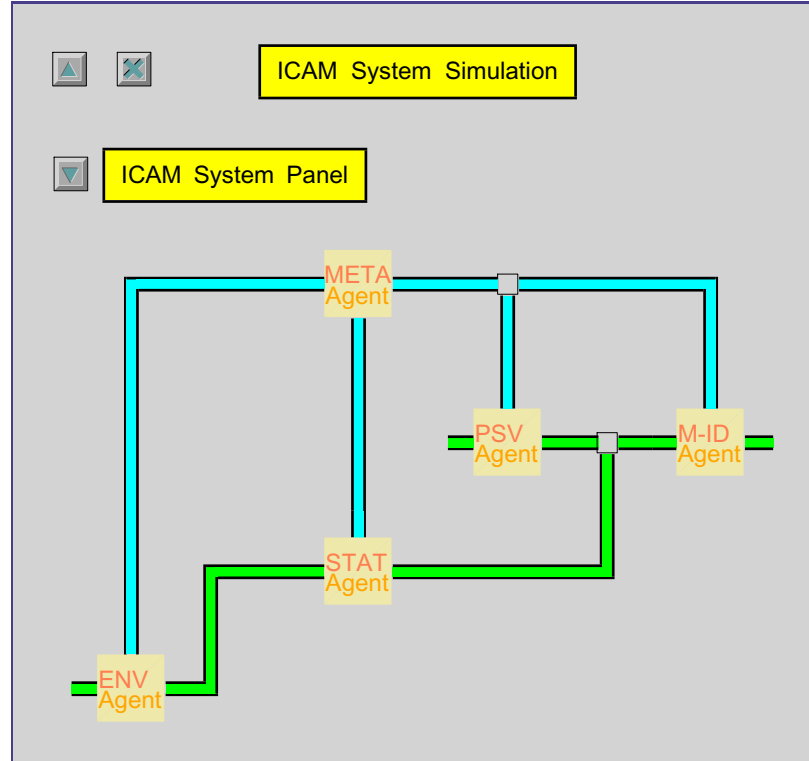 ICAM System Simulation
ICAM System Panel
META
Agent
PSV
Agent
M-ID
Agent
STAT
Agent
ENV
Agent